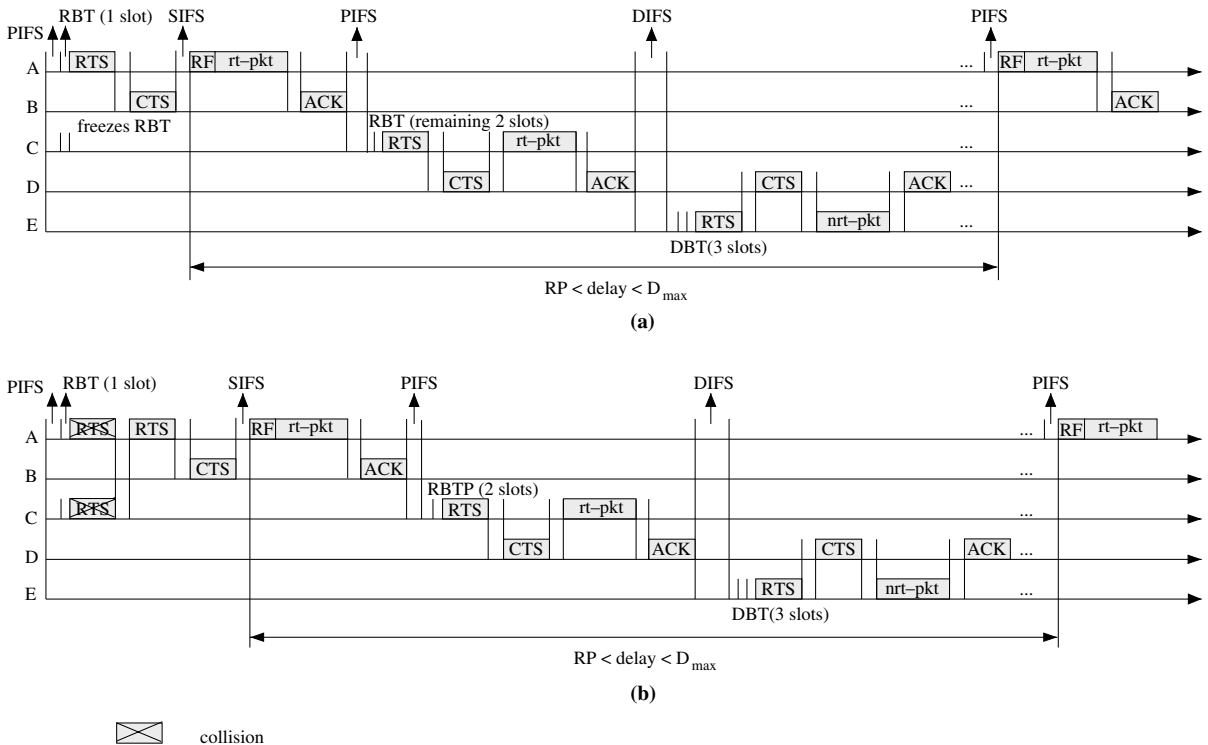 RBT (1 slot) SIFS PIFS DIFS PIFS
PIFS
A RTS RF rt–pkt ... RF rt–pkt
B CTS ACK ACK
freezes RBT RBT (remaining 2 slots)
C RTS rt–pkt ...
D CTS ACK CTS ACK ...
E RTS nrt–pkt ...
DBT(3 slots)
RP < delay < Dmax
(a)
PIFS RBT (1 slot) SIFS PIFS DIFS PIFS
A RTS RTS RF rt–pkt ... RF rt–pkt
B CTS ACK ...
RBTP (2 slots)
C RTS RTS rt–pkt ...
D CTS ACK CTS ACK ...
E RTS nrt–pkt ...
DBT(3 slots)
RP < delay < Dmax
(b)
collision